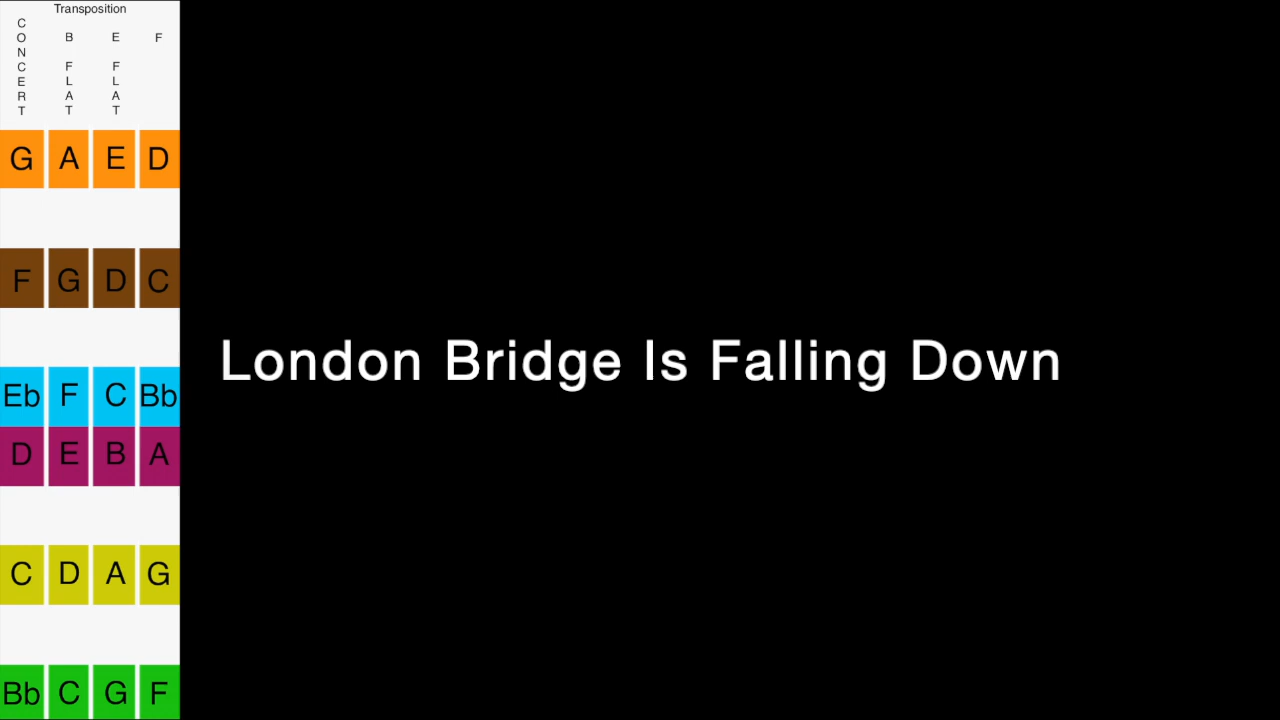 Transposition
CONCERT B FLAT E FLAT F
G A E D
F G D C
Eb F C Bb
D E B A
C D A G
Bb C G F
London Bridge Is Falling Down